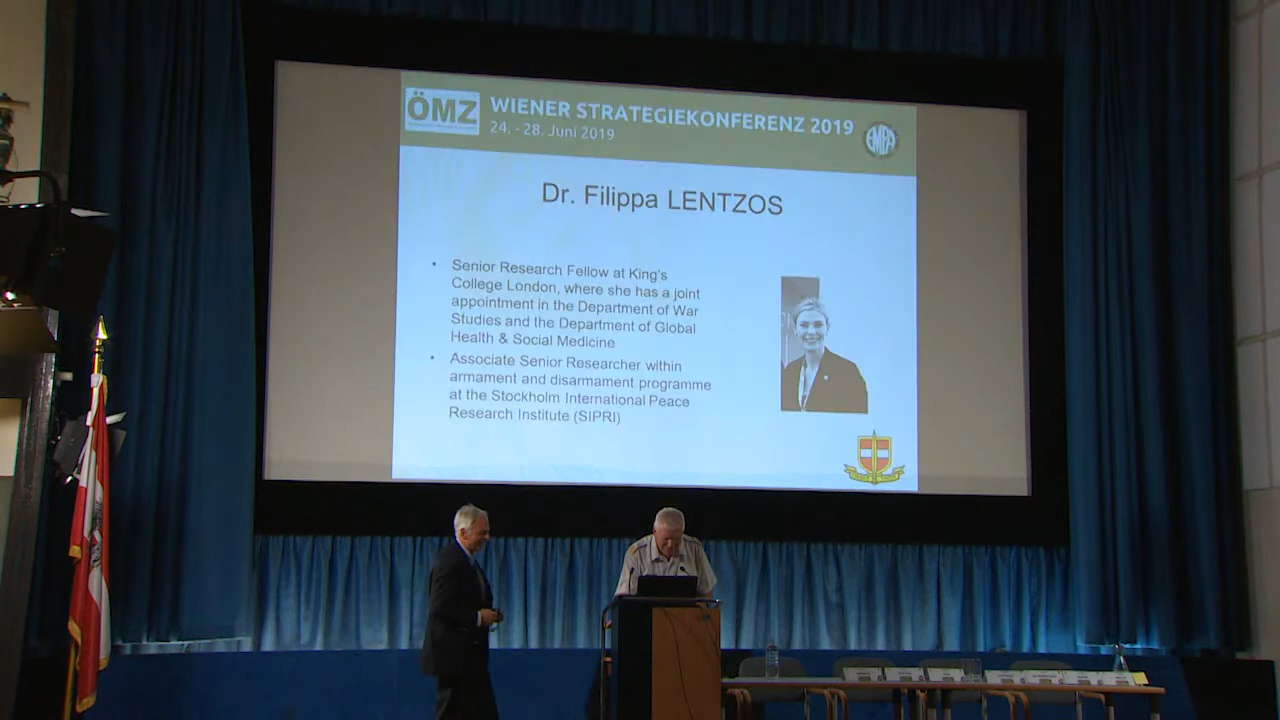 ÖMZ
WIENER STRATEGIEKONFERENZ 2019
24. - 28. Juni 2019
EMPA
Dr. Filippa LENTZOS
• Senior Research Fellow at King's
College London, where she has a joint
appointment in the Department of War
Studies and the Department of Global
Health & Social Medicine
• Associate Senior Researcher within
armament and disarmament programme
at the Stockholm International Peace
Research Institute (SIPRI)